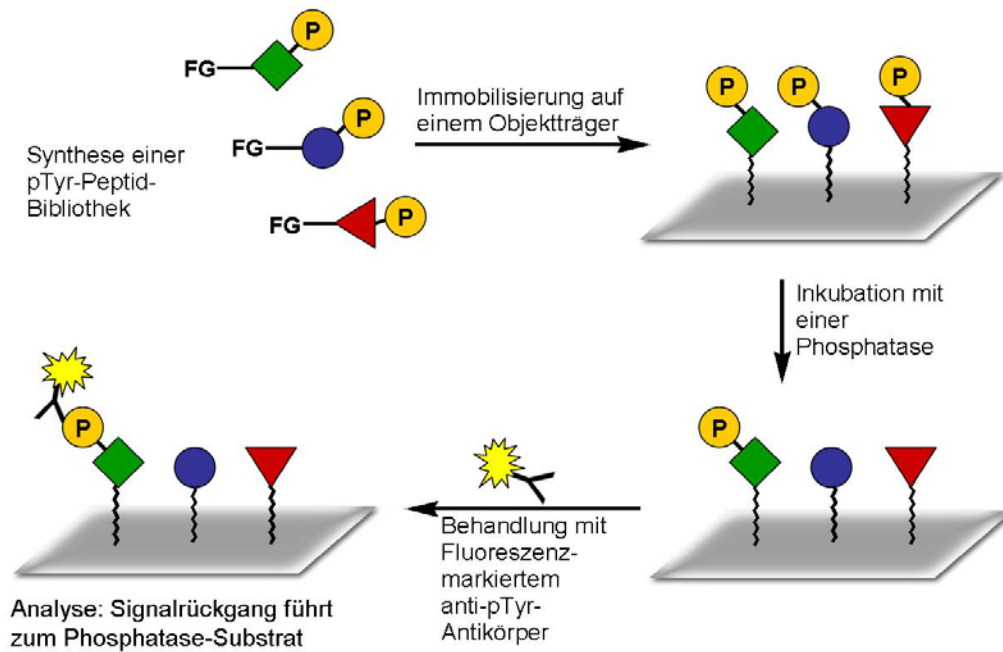 P
FG
Synthese einer
pTyr-Peptid-
Bibliothek
P
FG
FG
P
Immobilisierung auf
einem Objektträger
P
P
P
Inkubation mit
einer
Phosphatase
P
Behandlung mit
Fluoreszenz-
markiertem
anti-pTyr-
Antikörper
P
Analyse: Signalrückgang führt
zum Phosphatase-Substrat